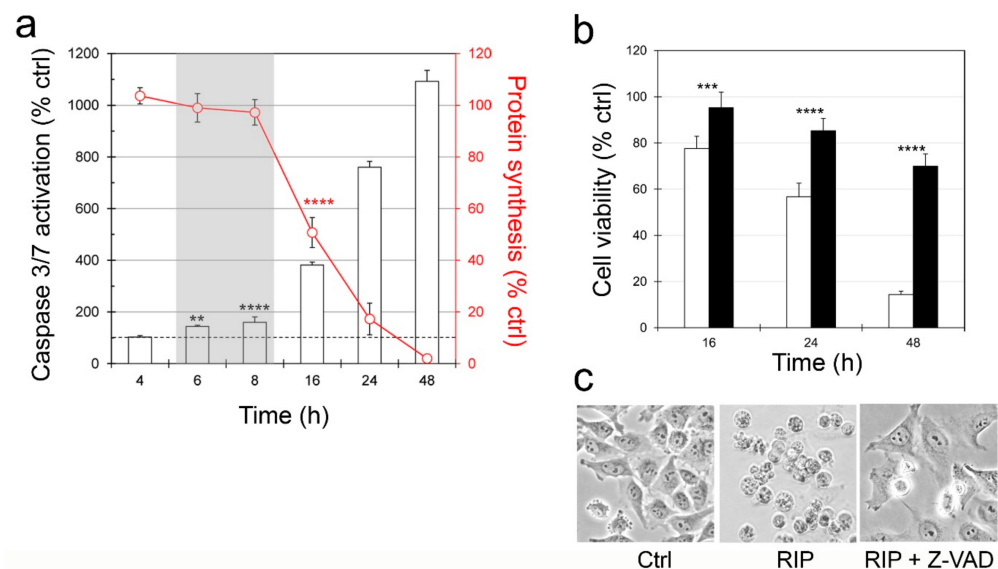 a
Caspase 3/7 activation (% ctrl)
1200
1000
800
600
400
200
0
**
****
****
120
100
80
60
40
20
0
Protein synthesis (% ctrl)
4 6 8 16 24 48
Time (h)
b
Cell viability (% ctrl)
120
100
80
60
40
20
0
***
****
****
16 24 48
Time (h)
c
Ctrl RIP RIP + Z-VAD